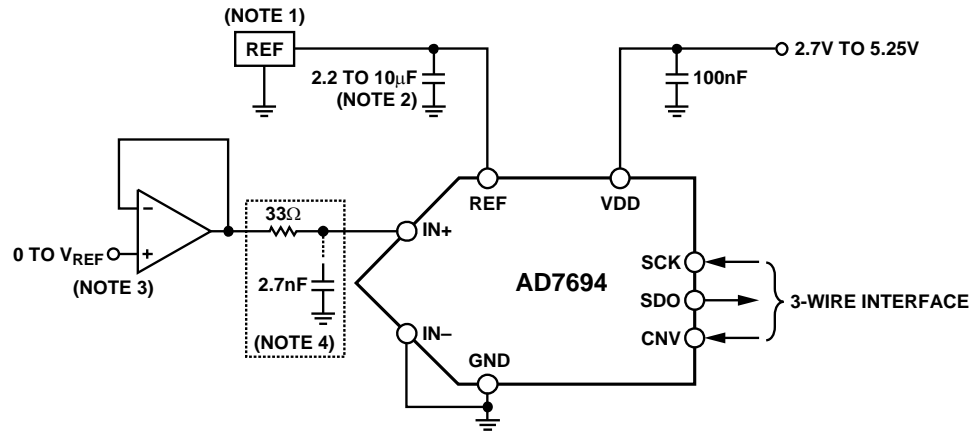 (NOTE 1)
REF
2.2 TO 10μF
(NOTE 2)
100nF
2.7V TO 5.25V
REF
VDD
33Ω
IN+
–
+
0 TO VREF
(NOTE 3)
2.7nF
(NOTE 4)
IN–
GND
AD7694
SCK
SDO
CNV
3-WIRE INTERFACE